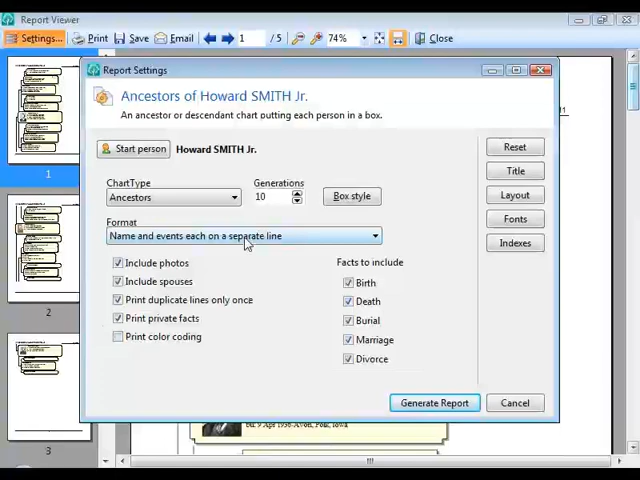 Report Viewer
Settings... Print Save Email 1 / 5 74% Close
Report Settings
Ancestors of Howard SMITH Jr.
An ancestor or descendant chart putting each person in a box.
Start person Howard SMITH Jr. Reset
Title
ChartType Generations
Ancestors 10 Box style Layout
Format Fonts
Name and events each on a separate line Indexes
Include photos Facts to include
Include spouses Birth
Print duplicate lines only once Death
Print private facts Burial
Print color coding Marriage
Divorce
Generate Report Cancel
1
2
3